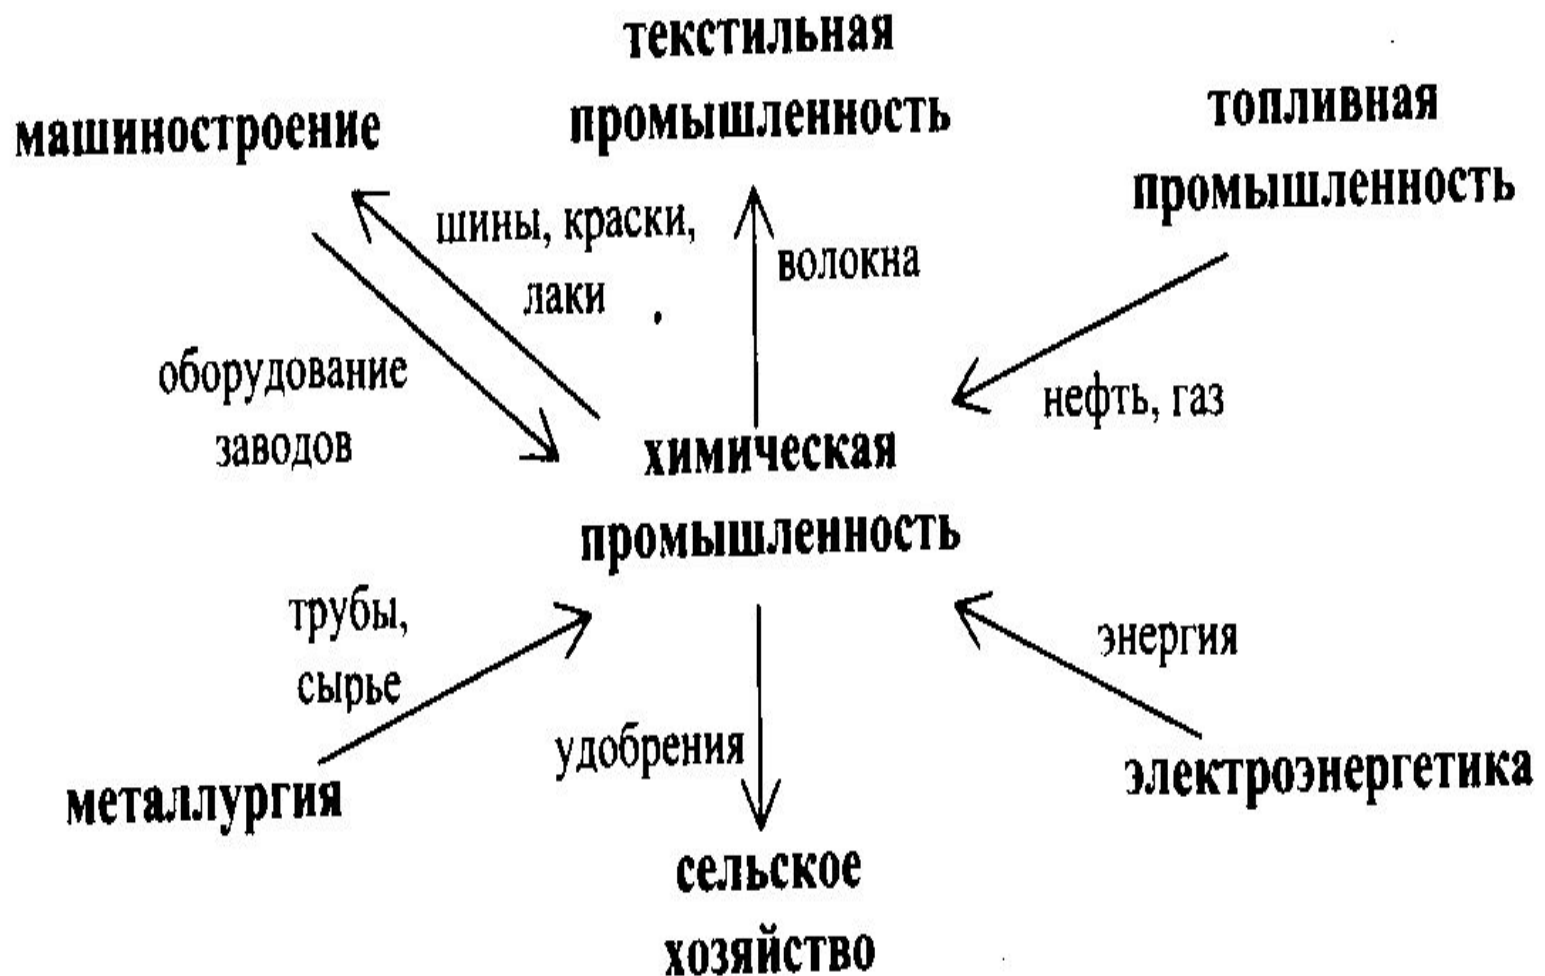 текстильная
промышленность
машиностроение
топливная
промышленность
шины, краски,
лаки
волокна
оборудование
заводов
нефть, газ
химическая
промышленность
трубы,
сырье
энергия
удобрения
металлургия
электроэнергетика
сельское
хозяйство